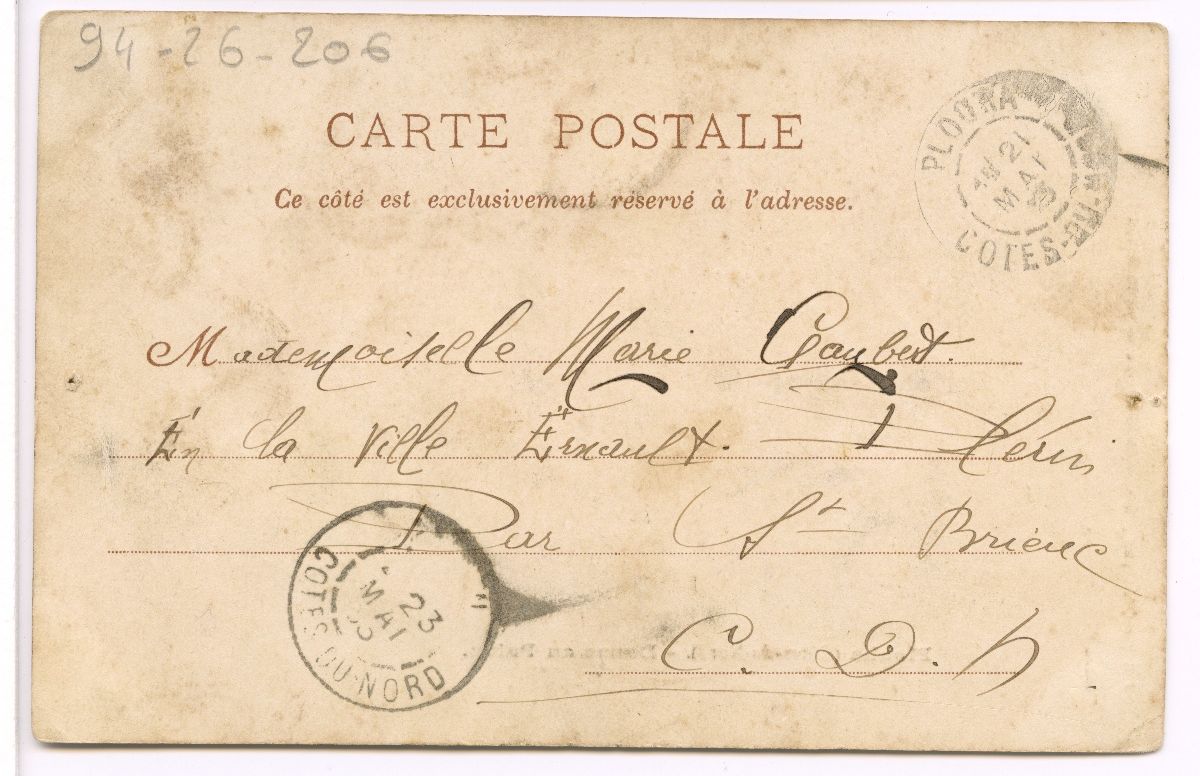 94-26-206
CARTE POSTALE
Ce côté est exclusivement réservé à l'adresse.
PLOUHA
COTES-DU-
21
MAI
Mademoiselle Marie Gaubert.
En la Ville Ernault. Plérin
Par St Brieuc
C. D. N
23
MAI
COTES-DU-NORD